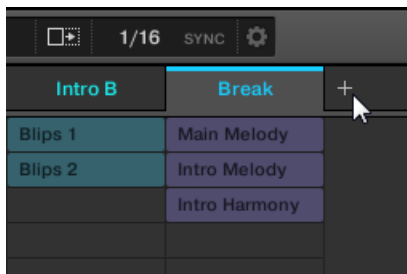 1/16 SYNC
Intro B Break +
Blips 1 Main Melody
Blips 2 Intro Melody
Intro Harmony